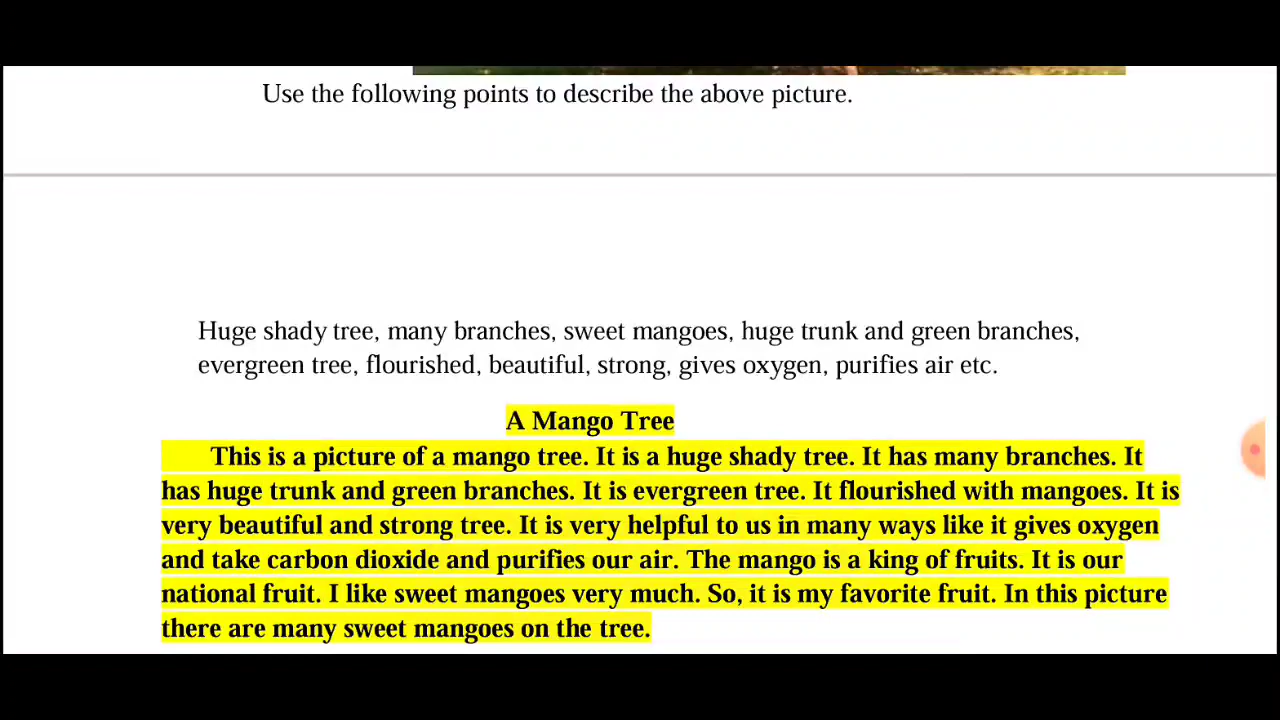 Use the following points to describe the above picture.
Huge shady tree, many branches, sweet mangoes, huge trunk and green branches,
evergreen tree, flourished, beautiful, strong, gives oxygen, purifies air etc.
A Mango Tree
This is a picture of a mango tree. It is a huge shady tree. It has many branches. It
has huge trunk and green branches. It is evergreen tree. It flourished with mangoes. It is
very beautiful and strong tree. It is very helpful to us in many ways like it gives oxygen
and take carbon dioxide and purifies our air. The mango is a king of fruits. It is our
national fruit. I like sweet mangoes very much. So, it is my favorite fruit. In this picture
there are many sweet mangoes on the tree.